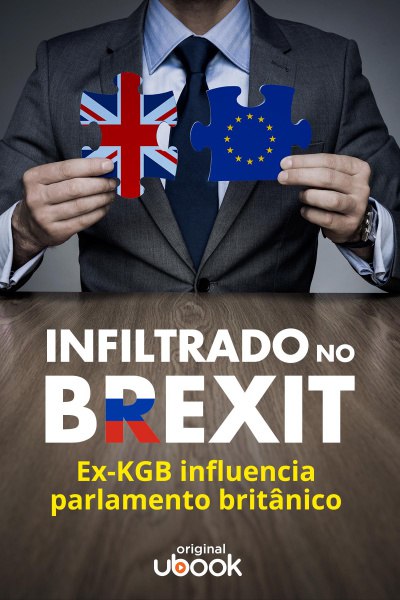 INFILTRADO NO
BREXIT
Ex-KGB influencia
parlamento britânico
original
ubook